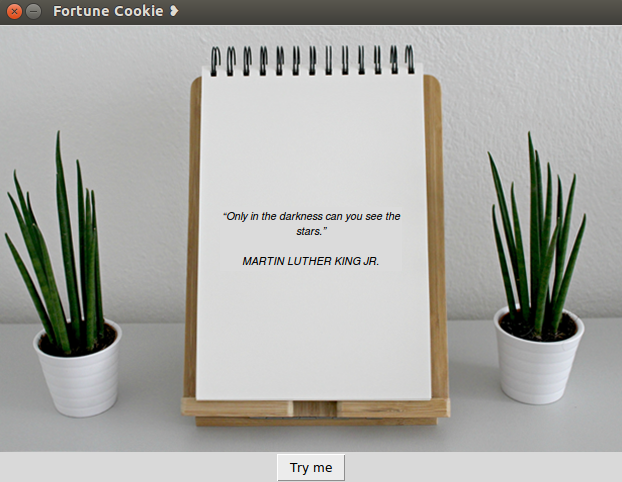 Fortune Cookie ❥
“Only in the darkness can you see the
stars.”
MARTIN LUTHER KING JR.
Try me